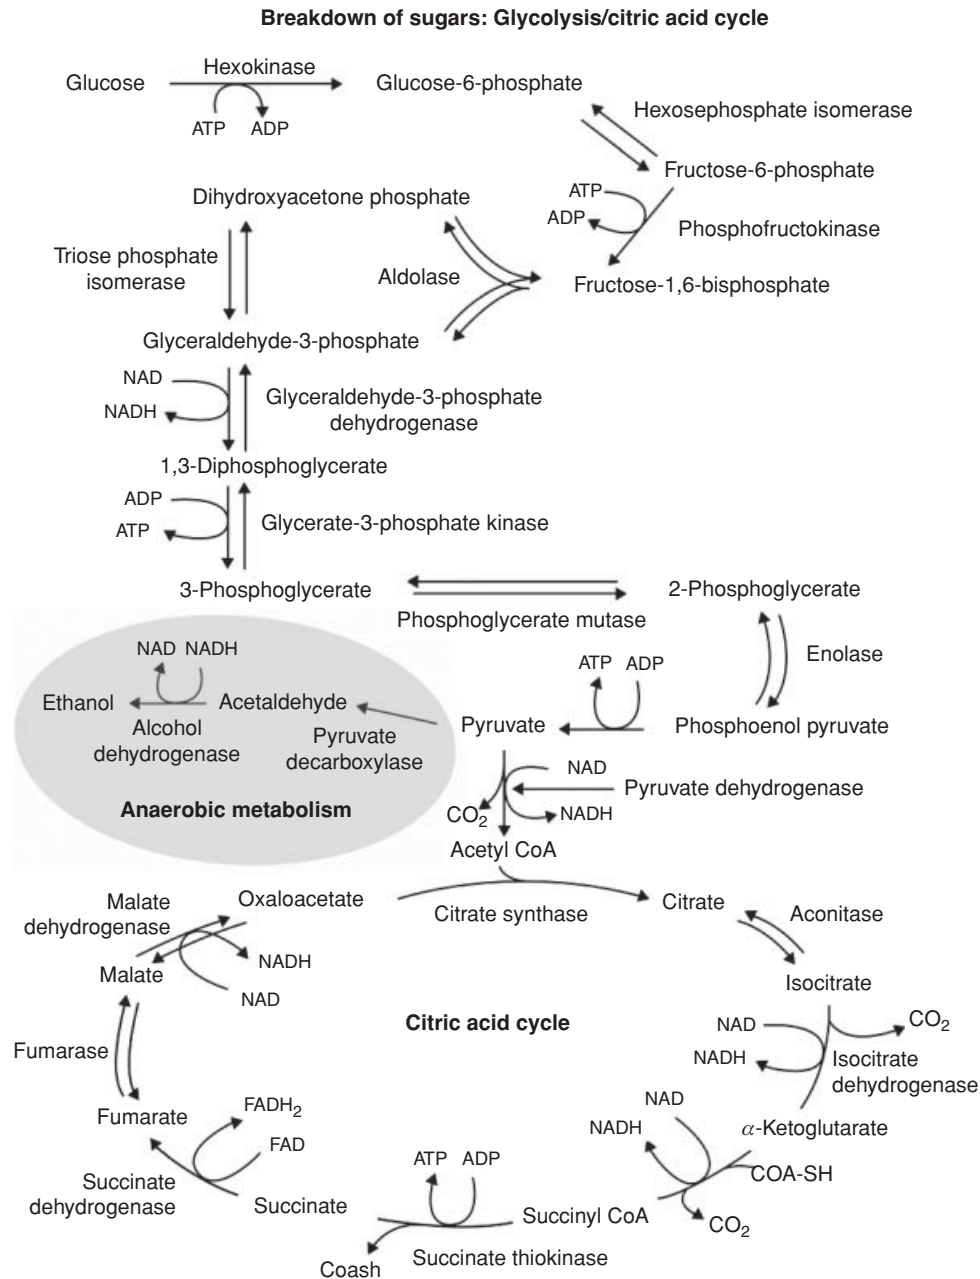 Breakdown of sugars: Glycolysis/citric acid cycle
Glucose
Hexokinase
Glucose-6-phosphate
ATP
ADP
Hexosephosphate isomerase
Fructose-6-phosphate
Dihydroxyacetone phosphate
ATP
ADP
Phosphofructokinase
Triose phosphate
isomerase
Aldolase
Fructose-1,6-bisphosphate
Glyceraldehyde-3-phosphate
NAD
NADH
Glyceraldehyde-3-phosphate
dehydrogenase
1,3-Diphosphoglycerate
ADP
ATP
Glycerate-3-phosphate kinase
3-Phosphoglycerate
2-Phosphoglycerate
Phosphoglycerate mutase
NAD NADH
ATP ADP
Enolase
Ethanol
Acetaldehyde
Alcohol
dehydrogenase
Pyruvate
decarboxylase
Pyruvate
Phosphoenol pyruvate
NAD
Pyruvate dehydrogenase
Anaerobic metabolism
CO2
NADH
Acetyl CoA
Malate
dehydrogenase
Oxaloacetate
Citrate synthase
Citrate
Aconitase
NADH
Malate
NAD
Isocitrate
Citric acid cycle
NAD
CO2
Fumarase
NADH
Isocitrate
dehydrogenase
Fumarate
FADH2
NAD
NADH
α-Ketoglutarate
FAD
ATP ADP
COA-SH
Succinate
dehydrogenase
Succinate
Succinyl CoA
CO2
Succinate thiokinase
Coash